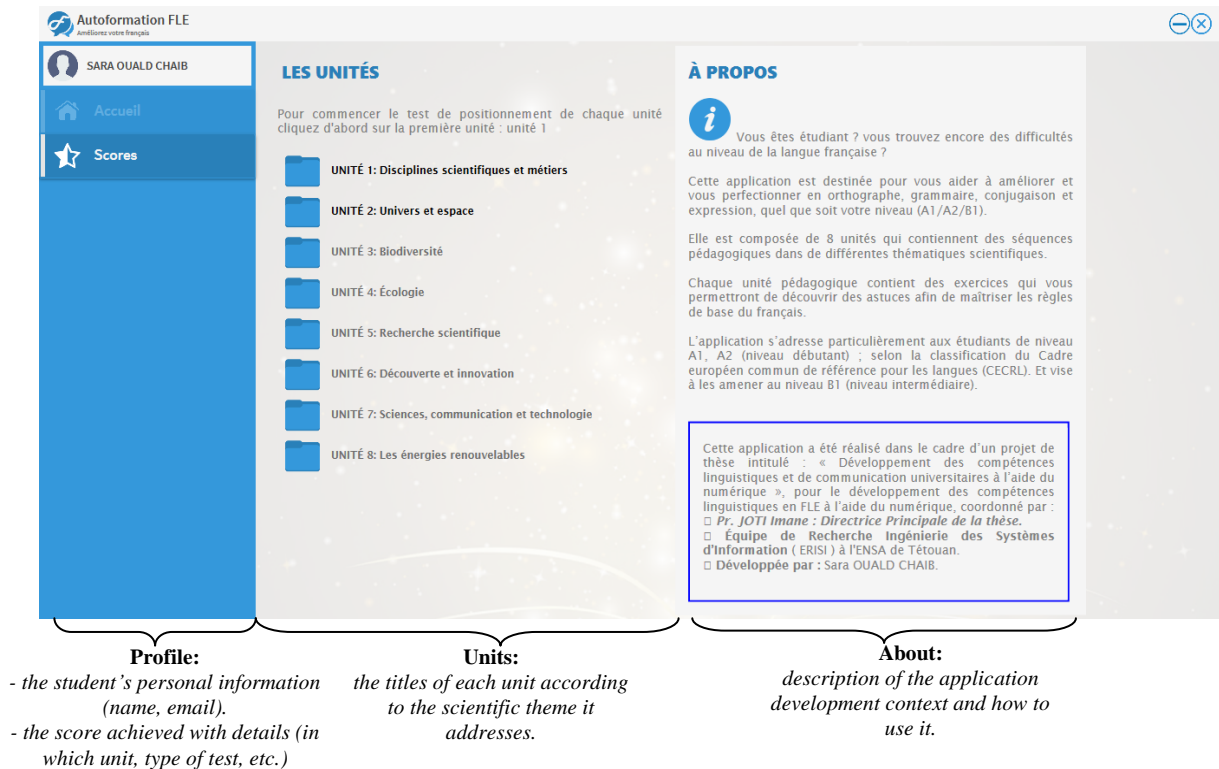 Autoformation FLE
Améliorez votre français
SARA OUALD CHAIB
Accueil
Scores
LES UNITÉS
Pour commencer le test de positionnement de chaque unité
cliquez d'abord sur la première unité : unité 1
UNITÉ 1: Disciplines scientifiques et métiers
UNITÉ 2: Univers et espace
UNITÉ 3: Biodiversité
UNITÉ 4: Écologie
UNITÉ 5: Recherche scientifique
UNITÉ 6: Découverte et innovation
UNITÉ 7: Sciences, communication et technologie
UNITÉ 8: Les énergies renouvelables
À PROPOS
i
Vous êtes étudiant ? vous trouvez encore des difficultés
au niveau de la langue française ?
Cette application est destinée pour vous aider à améliorer et
vous perfectionner en orthographe, grammaire, conjugaison et
expression, quel que soit votre niveau (A1/A2/B1).
Elle est composée de 8 unités qui contiennent des séquences
pédagogiques dans de différentes thématiques scientifiques.
Chaque unité pédagogique contient des exercices qui vous
permettront de découvrir des astuces afin de maîtriser les règles
de base du français.
L'application s'adresse particulièrement aux étudiants de niveau
A1, A2 (niveau débutant) ; selon la classification du Cadre
européen commun de référence pour les langues (CECRL). Et vise
à les amener au niveau B1 (niveau intermédiaire).
Cette application a été réalisé dans le cadre d'un projet de
thèse intitulé : « Développement des compétences
linguistiques et de communication universitaires à l'aide du
numérique », pour le développement des compétences
linguistiques en FLE à l'aide du numérique, coordonné par :
□ Pr. JOTI Imane : Directrice Principale de la thèse.
□ Équipe de Recherche Ingénierie des Systèmes
d'Information ( ERISI ) à l'ENSA de Tétouan.
□ Développée par : Sara OUALD CHAIB.
Profile:
- the student's personal information
(name, email).
- the score achieved with details (in
which unit, type of test, etc.)
Units:
the titles of each unit according
to the scientific theme it
addresses.
About:
description of the application
development context and how to
use it.